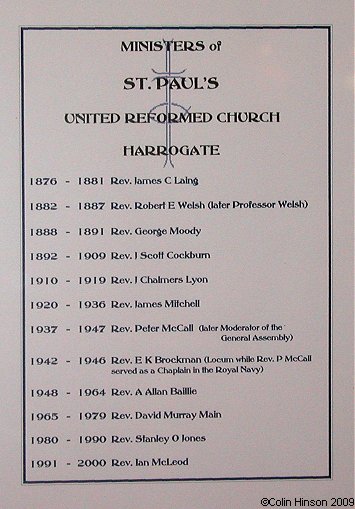 MINISTERS of
ST. PAUL'S
UNITED REFORMED CHURCH
HARROGATE
1876 - 1881 Rev. James C Laing
1882 - 1887 Rev. Robert E Welsh (later Professor Welsh)
1888 - 1891 Rev. George Moody
1892 - 1909 Rev. J Scott Cockburn
1910 - 1919 Rev. J Chalmers Lyon
1920 - 1936 Rev. James Mitchell
1937 - 1947 Rev. Peter McCall (later Moderator of the
General Assembly)
1942 - 1946 Rev. E K Brockman (Locum while Rev. P McCall
served as a Chaplain in the Royal Navy)
1948 - 1964 Rev. A Allan Baillie
1965 - 1979 Rev. David Murray Main
1980 - 1990 Rev. Stanley O Jones
1991 - 2000 Rev. Ian McLeod
©Colin Hinson 2009